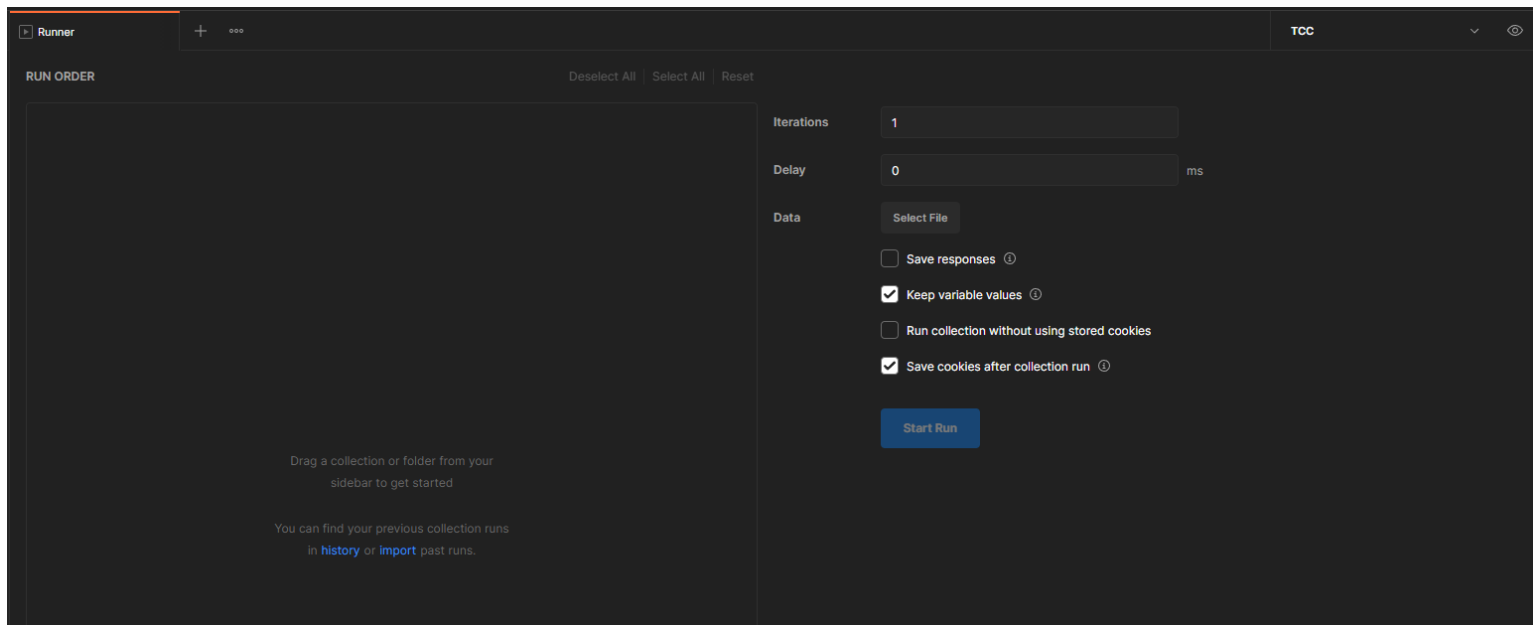 Runner
TCC
RUN ORDER
Deselect All
Select All
Reset
Iterations
1
Delay
0
ms
Data
Select File
Save responses
Keep variable values
Run collection without using stored cookies
Save cookies after collection run
Start Run
Drag a collection or folder from your
sidebar to get started
You can find your previous collection runs
in history or import past runs.